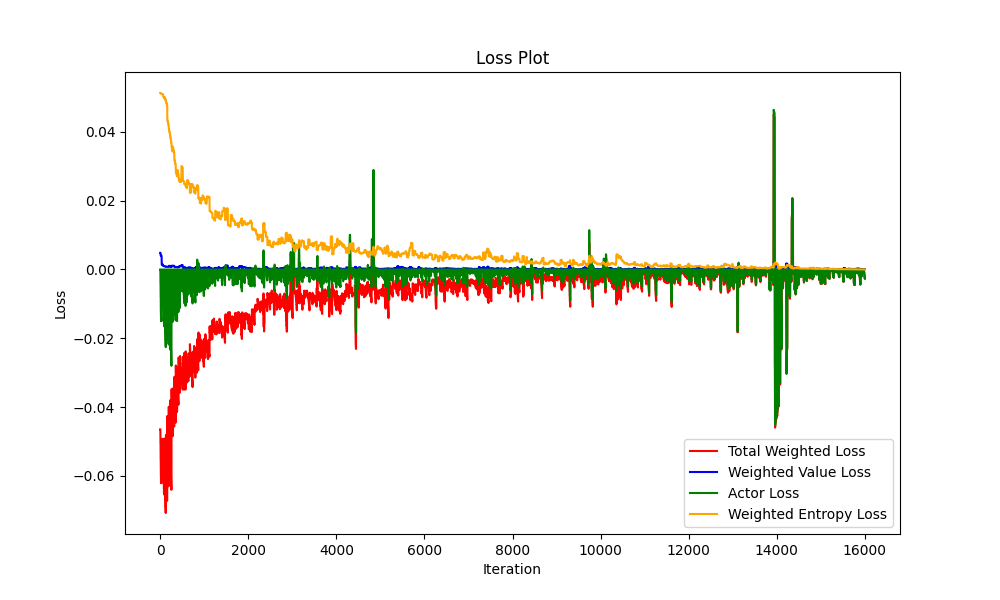 Loss Plot
0.04
0.02
0.00
−0.02
−0.04
−0.06
Loss
0
2000
4000
6000
8000
10000
12000
14000
16000
Iteration
Total Weighted Loss
Weighted Value Loss
Actor Loss
Weighted Entropy Loss